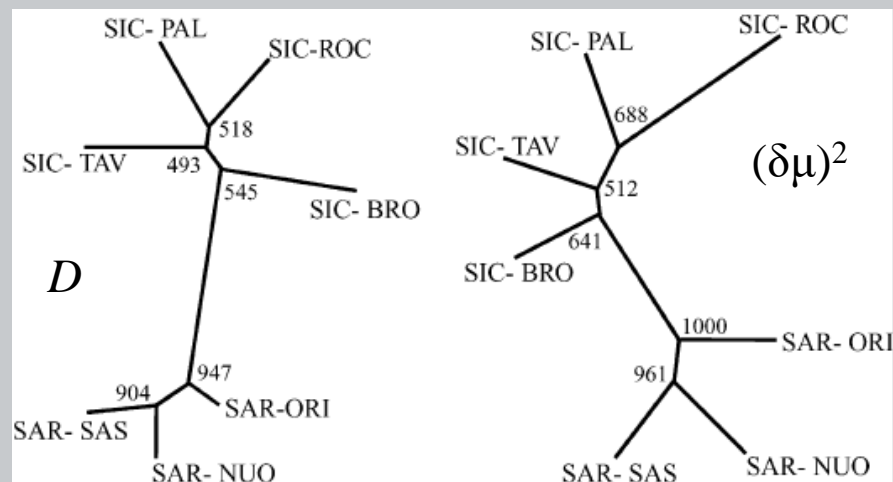 SIC- PAL
SIC-ROC
518
SIC- TAV
493
545
SIC- BRO
D
947
904
SAR-ORI
SAR- SAS
SAR- NUO
SIC- ROC
SIC- PAL
688
SIC- TAV
(δμ)²
512
641
SIC- BRO
1000
SAR- ORI
961
SAR- SAS
SAR- NUO